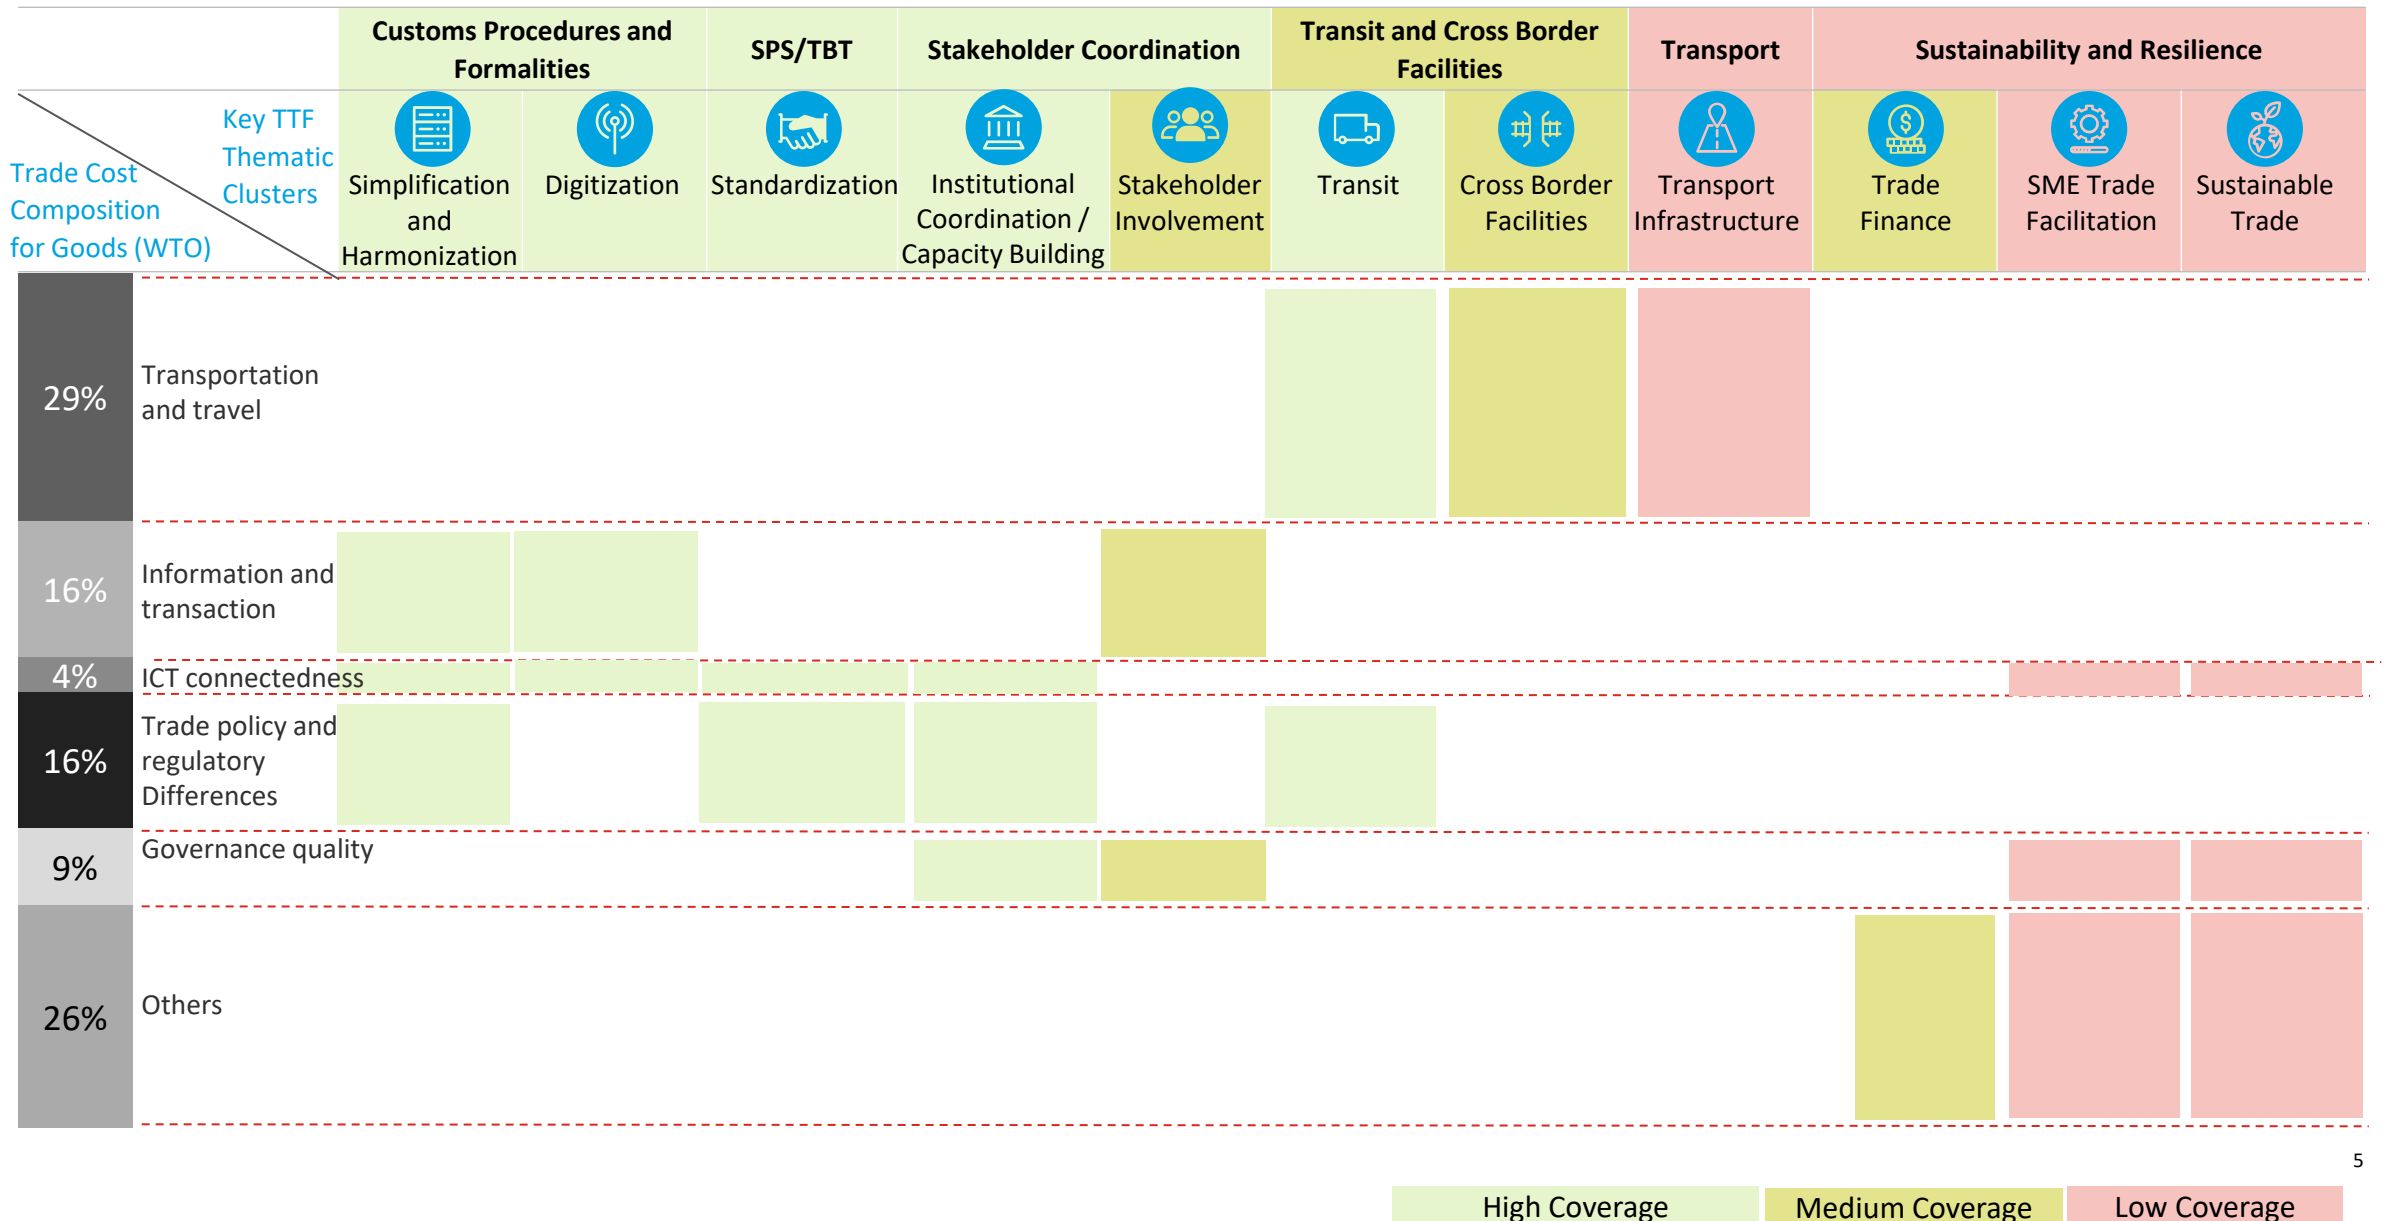 Customs Procedures and
Formalities
SPS/TBT
Stakeholder Coordination
Transit and Cross Border
Facilities
Transport
Sustainability and Resilience
Key TTF
Thematic
Clusters
Trade Cost
Composition
for Goods (WTO)
Simplification
and
Harmonization
Digitization
Standardization
Institutional
Coordination /
Capacity Building
Stakeholder
Involvement
Transit
Cross Border
Facilities
Transport
Infrastructure
Trade
Finance
SME Trade
Facilitation
Sustainable
Trade
29%
Transportation
and travel
16%
Information and
transaction
4%
ICT connectedness
16%
Trade policy and
regulatory
Differences
9%
Governance quality
26%
Others
5
High Coverage
Medium Coverage
Low Coverage